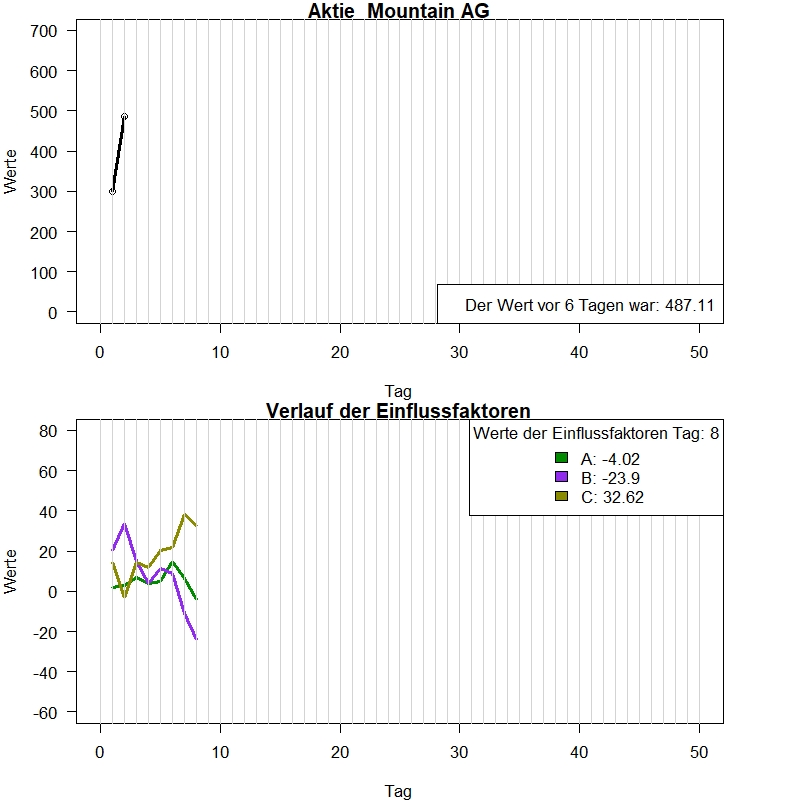 Aktie  Mountain AG
Werte
700
600
500
400
300
200
100
0
Der Wert vor 6 Tagen war: 487.11
0 10 20 30 40 50
Tag
Verlauf der Einflussfaktoren
Werte
80
60
40
20
0
-20
-40
-60
Werte der Einflussfaktoren Tag: 8
A: -4.02
B: -23.9
C: 32.62
0 10 20 30 40 50
Tag